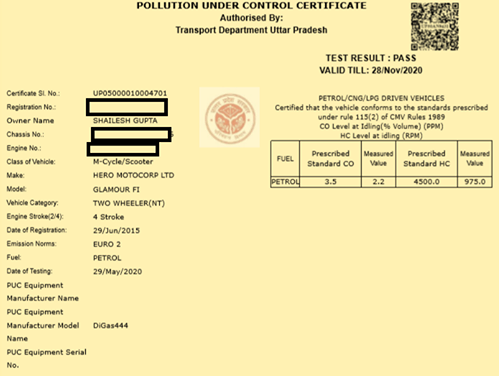 POLLUTION UNDER CONTROL CERTIFICATE
Authorised By:
Transport Department Uttar Pradesh
TEST RESULT : PASS
VALID TILL: 28/Nov/2020
Certificate Sl. No.: UP05000010004701
Registration No.:
Owner Name SHAILESH GUPTA
Chassis No.:
Engine No.:
Class of Vehicle: M-Cycle/Scooter
Make: HERO MOTOCORP LTD
Model: GLAMOUR FI
Vehicle Category: TWO WHEELER(NT)
Engine Stroke(2/4): 4 Stroke
Date of Registration: 29/Jun/2015
Emission Norms: EURO 2
Fuel: PETROL
Date of Testing: 29/May/2020
PUC Equipment
Manufacturer Name
PUC Equipment
Manufacturer Model DiGas444
Name
PUC Equipment Serial
No.
PETROL/CNG/LPG DRIVEN VEHICLES
Certified that the vehicle conforms to the standards prescribed
under rule 115(2) of CMV Rules 1989
CO Level at Idling(% Volume) (PPM)
HC Level at idling (RPM)
FUEL Prescribed Standard CO Measured Value Prescribed Standard HC Measured Value
PETROL 3.5 2.2 4500.0 975.0